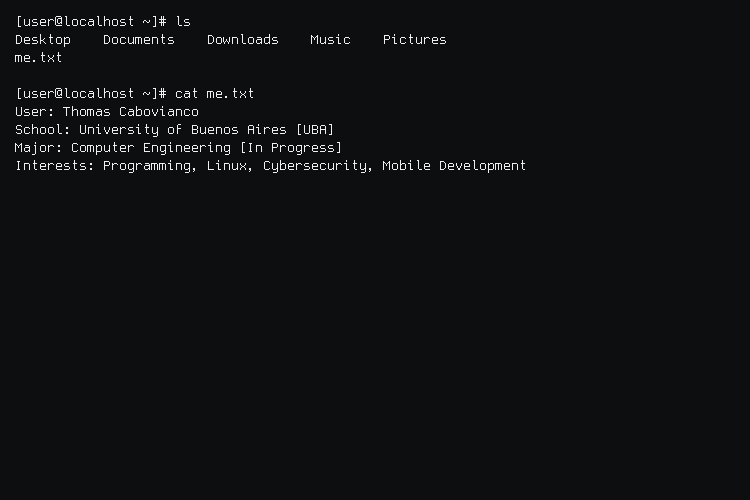 [user@localhost ~]# ls
Desktop    Documents    Downloads    Music    Pictures
me.txt
[user@localhost ~]# cat me.txt
User: Thomas Cabovianco
School: University of Buenos Aires [UBA]
Major: Computer Engineering [In Progress]
Interests: Programming, Linux, Cybersecurity, Mobile Development